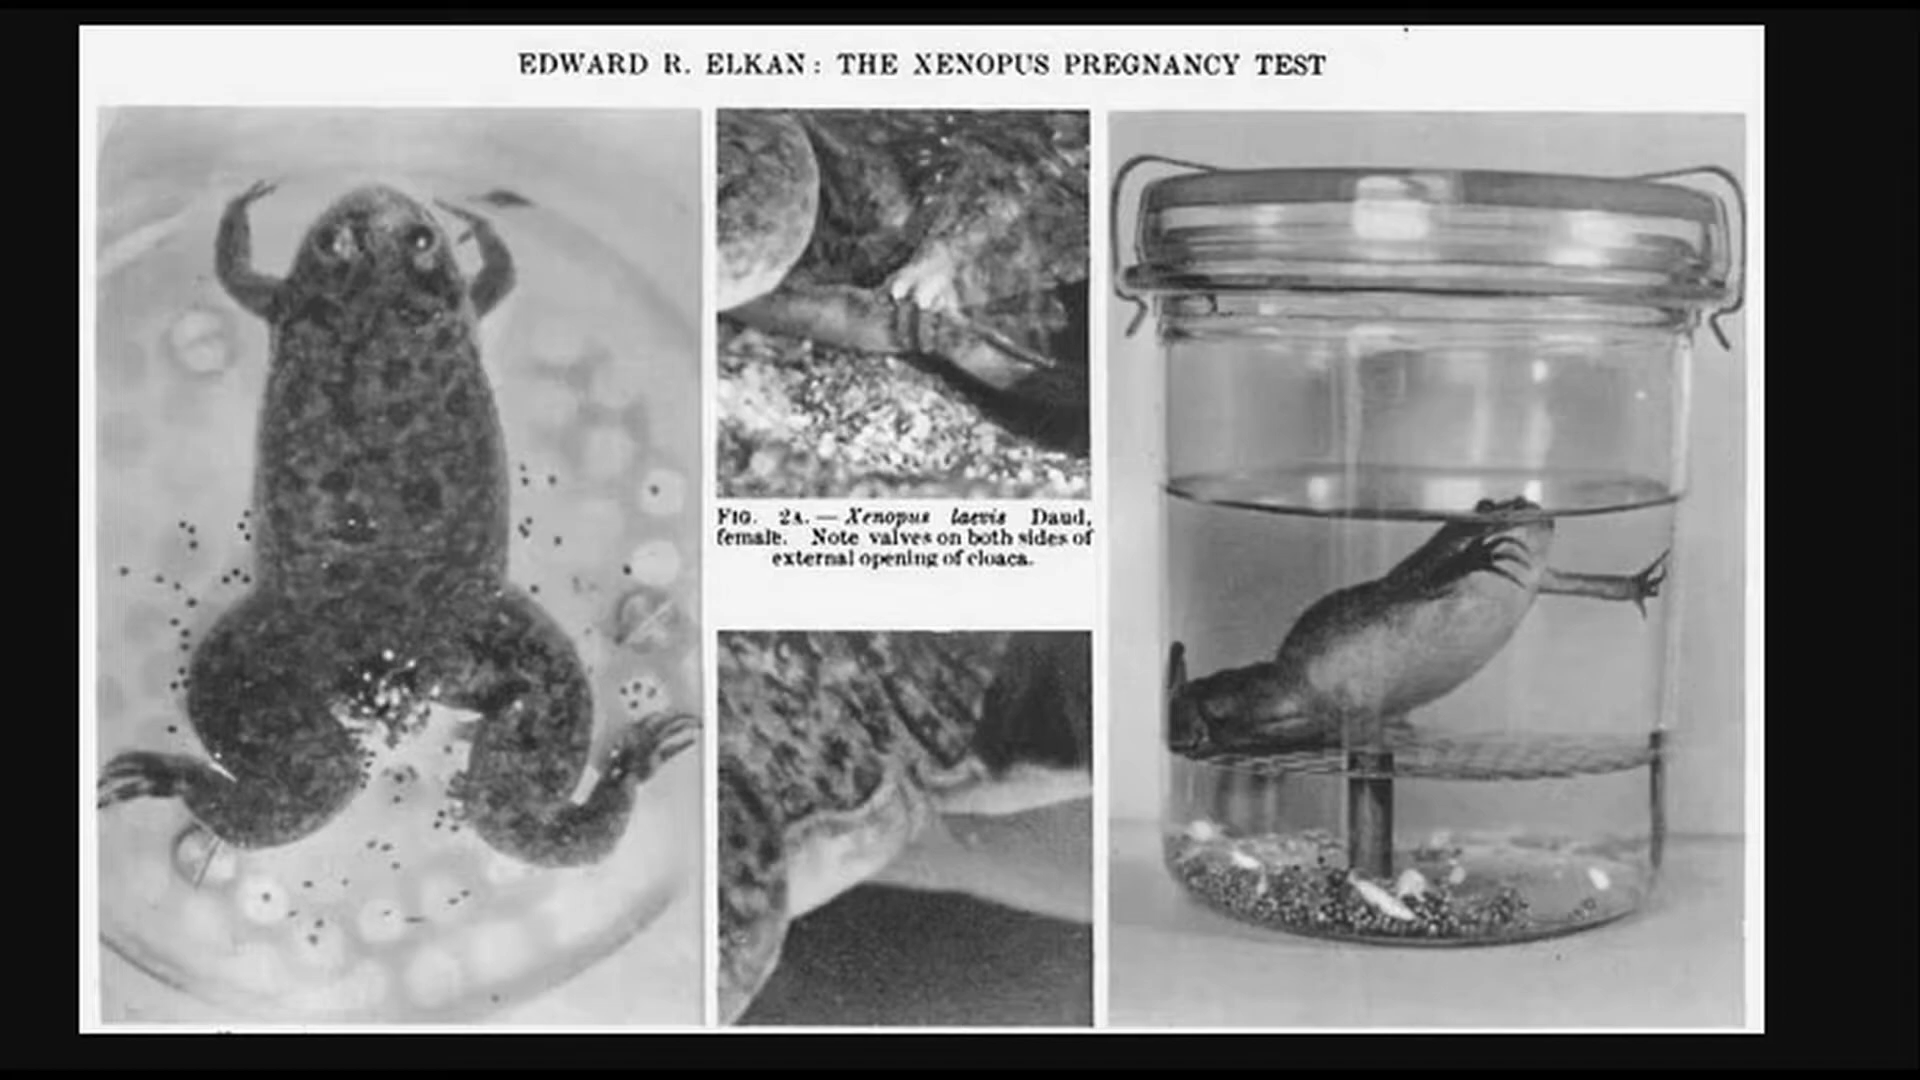 EDWARD R. ELKAN: THE XENOPUS PREGNANCY TEST
FIG. 2A.—Xenopus laevis Daud,
female. Note valves on both sides of
external opening of cloaca.